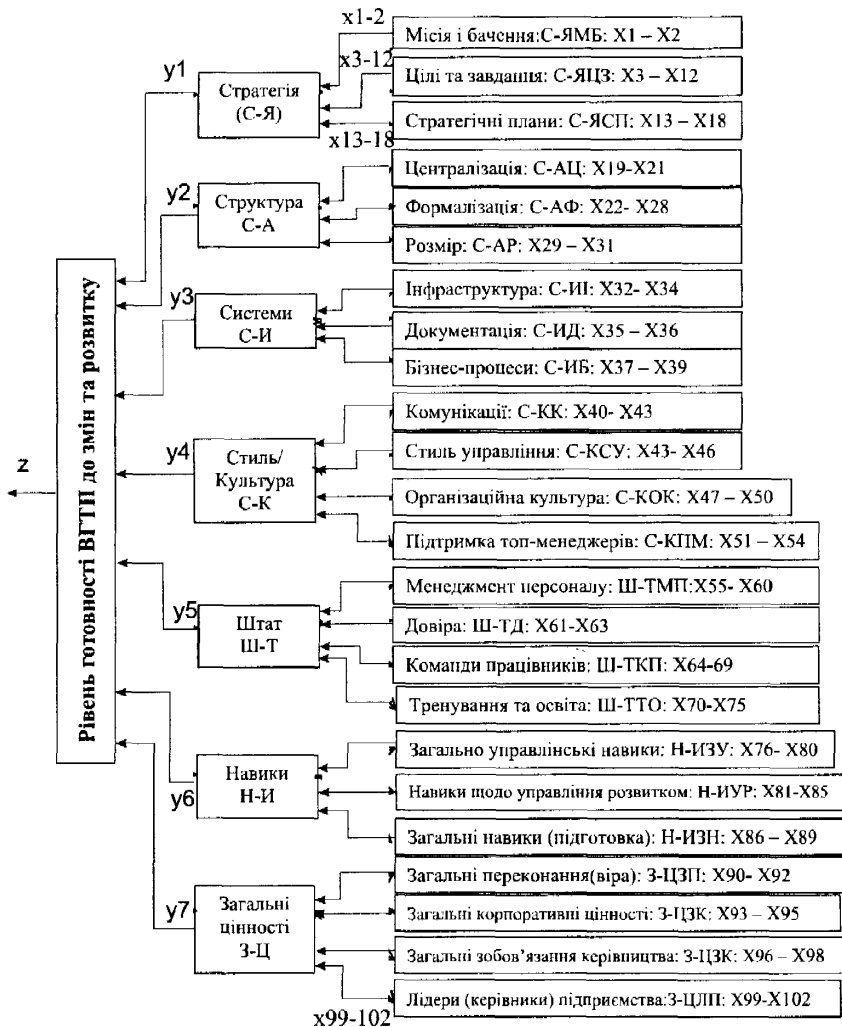 x1-2
Місія і бачення:С-ЯМБ: X1 – X2
x3-12
y1
Стратегія
(С-Я)
Цілі та завдання: С-ЯЦЗ: X3 – X12
Стратегічні плани: С-ЯСП: X13 – X18
x13-18
y2
Структура
С-А
Централізація: С-АЦ: X19-X21
Формалізація: С-АФ: X22- X28
Розмір: С-АР: X29 – X31
y3
Системи
С-И
Інфраструктура: С-ИІ: X32- X34
Документація: С-ИД: X35 – X36
Бізнес-процеси: С-ИБ: X37 – X39
z
Рівень готовності ВГТП до змін та розвитку
y4
Стиль/
Культура
С-К
Комунікації: С-КК: X40- X43
Стиль управління: С-КСУ: X43- X46
Організаційна культура: С-КОК: X47 – X50
Підтримка топ-менеджерів: С-КПМ: X51 – X54
y5
Штат
Ш-Т
Менеджмент персоналу: Ш-ТМП:X55- X60
Довіра: Ш-ТД: X61-X63
Команди працівників: Ш-ТКП: X64-69
Тренування та освіта: Ш-ТТО: X70-X75
y6
Навики
Н-И
Загально управлінські навики: Н-ИЗУ: X76- X80
Навики щодо управління розвитком: Н-ИУР: X81-X85
Загальні навики (підготовка): Н-ИЗН: X86 – X89
y7
Загальні
цінності
З-Ц
Загальні переконання(віра): З-ЦЗП: X90- X92
Загальні корпоративні цінності: З-ЦЗК: X93 – X95
Загальні зобов'язання керівництва: З-ЦЗК: X96 – X98
Лідери (керівники) підприємства:З-ЦЛП: X99-X102
x99-102